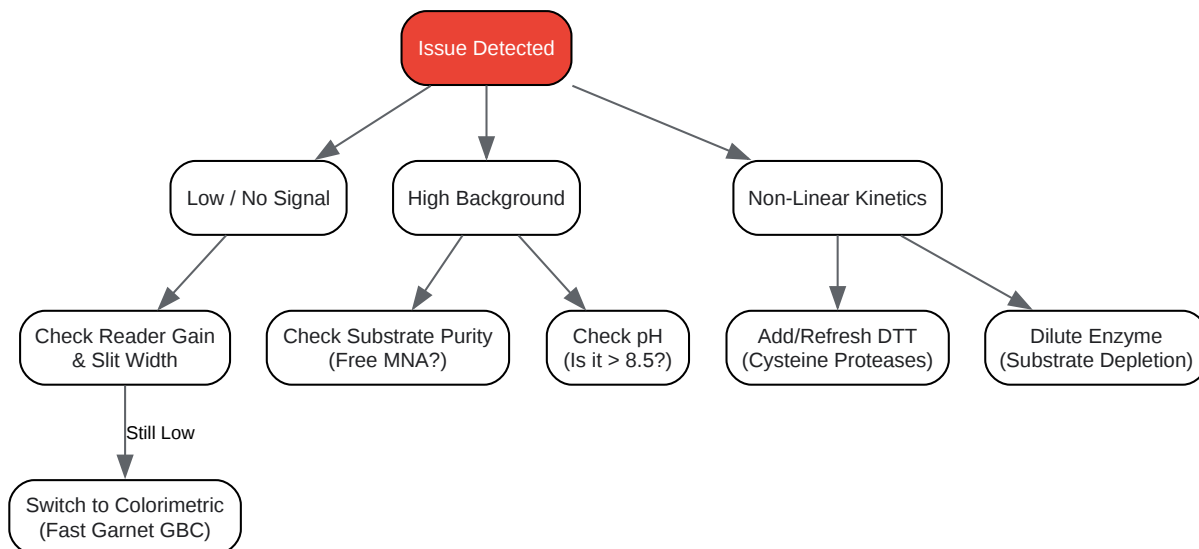 Issue Detected
Low / No Signal
High Background
Non-Linear Kinetics
Check Reader Gain
& Slit Width
Check Substrate Purity
(Free MNA?)
Check pH
(Is it > 8.5?)
Add/Refresh DTT
(Cysteine Proteases)
Dilute Enzyme
(Substrate Depletion)
Still Low
Switch to Colorimetric
(Fast Garnet GBC)